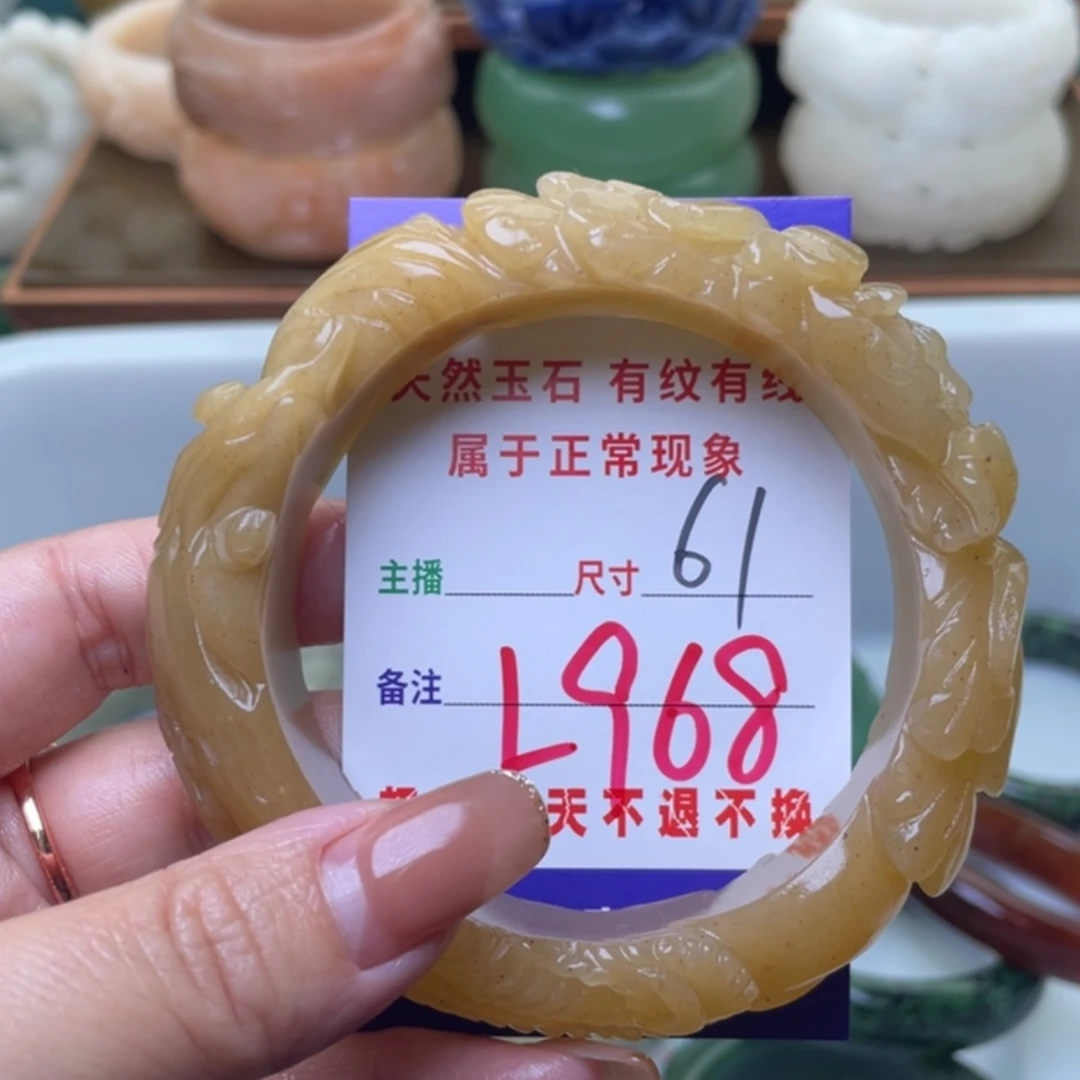 天然玉石 有纹有线
属于正常现象
主播 尺寸 61
备注 L968
天不退不换